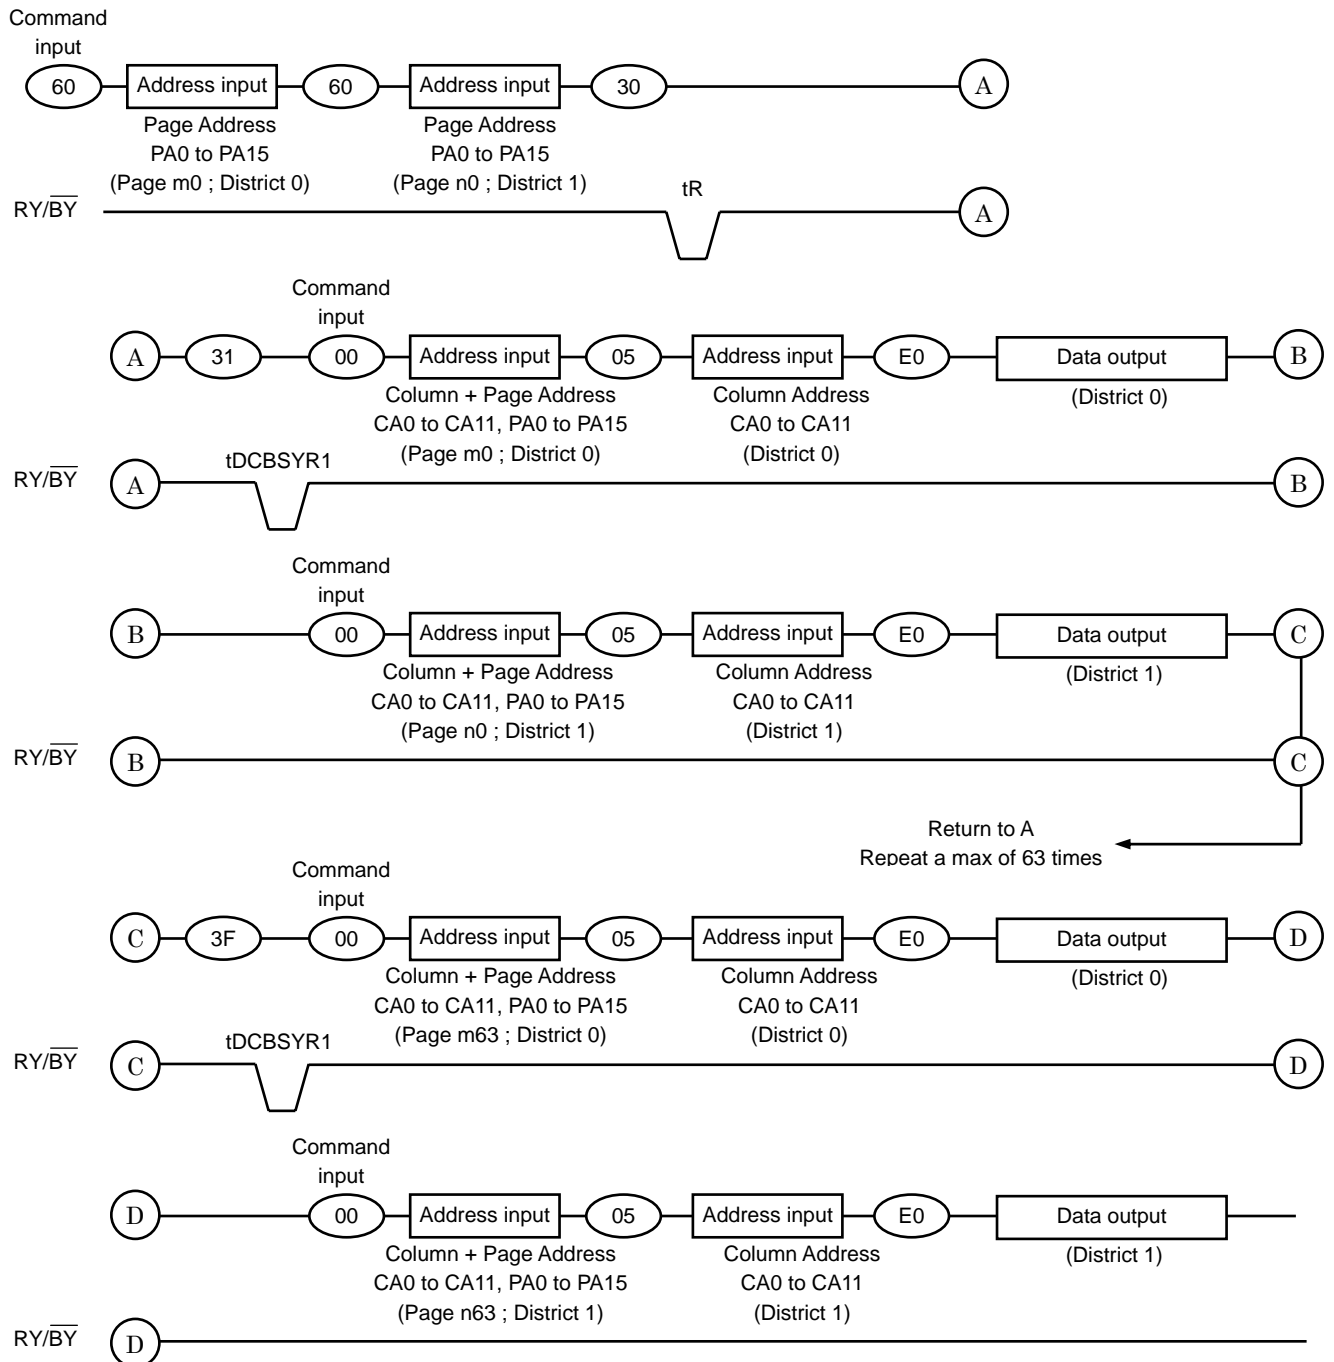 Command
input
60 Address input 60 Address input 30 A
Page Address Page Address
PA0 to PA15 PA0 to PA15
(Page m0 ; District 0) (Page n0 ; District 1)
tR
RY/BY A
Command
input
A 31 00 Address input 05 Address input E0 Data output B
Column + Page Address Column Address (District 0)
CA0 to CA11, PA0 to PA15 CA0 to CA11
(Page m0 ; District 0) (District 0)
tDCBSYR1
RY/BY A B
Command
input
B 00 Address input 05 Address input E0 Data output C
Column + Page Address Column Address (District 1)
CA0 to CA11, PA0 to PA15 CA0 to CA11
(Page n0 ; District 1) (District 1)
RY/BY B C
Return to A
Repeat a max of 63 times
Command
input
C 3F 00 Address input 05 Address input E0 Data output D
Column + Page Address Column Address (District 0)
CA0 to CA11, PA0 to PA15 CA0 to CA11
(Page m63 ; District 0) (District 0)
tDCBSYR1
RY/BY C D
Command
input
D 00 Address input 05 Address input E0 Data output
Column + Page Address Column Address (District 1)
CA0 to CA11, PA0 to PA15 CA0 to CA11
(Page n63 ; District 1) (District 1)
RY/BY D